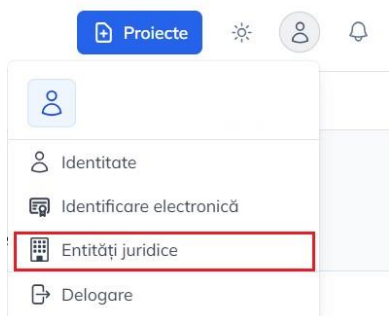 Proiecte
Identitate
Identificare electronică
Entități juridice
Delogare